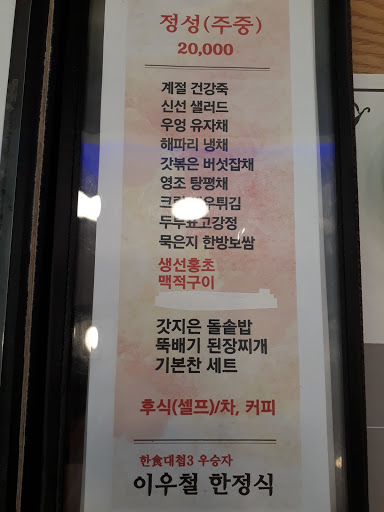 정성(주중)
20,000
계절 건강죽
신선 샐러드
우엉 유자채
해파리 냉채
갓볶은 버섯잡채
영조 탕평채
두부표고강정
묵은지 한방보쌈
생선홍초
맥적구이
갓지은 돌솥밥
뚝배기 된장찌개
기본찬 세트
후식(셀프)/차, 커피
한食대첩3 우승자
이우철 한정식